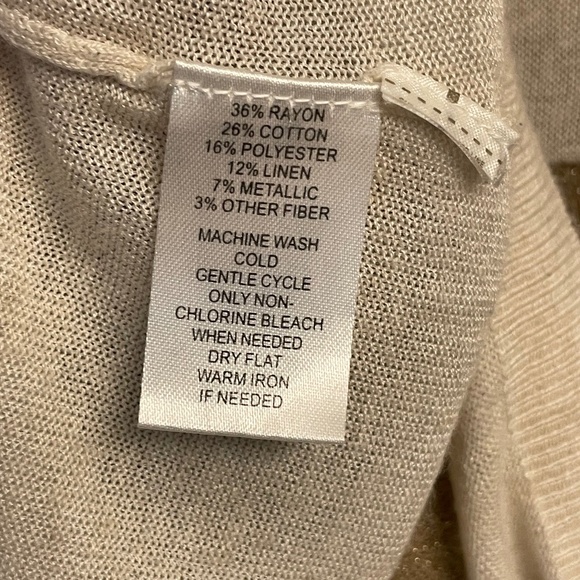 36% RAYON
26% COTTON
16% POLYESTER
12% LINEN
7% METALLIC
3% OTHER FIBER
MACHINE WASH
COLD
GENTLE CYCLE
ONLY NON-
CHLORINE BLEACH
WHEN NEEDED
DRY FLAT
WARM IRON
IF NEEDED